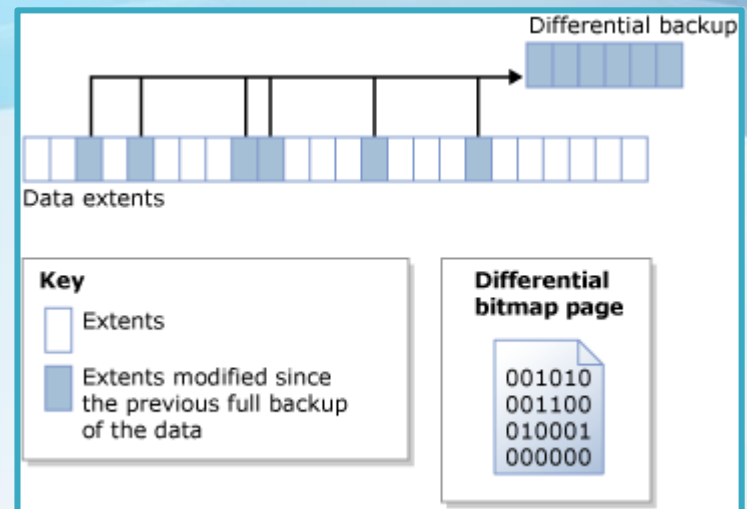 Differential backup
Data extents
Key
Extents
Extents modified since
the previous full backup
of the data
Differential
bitmap page
001010
001100
010001
000000